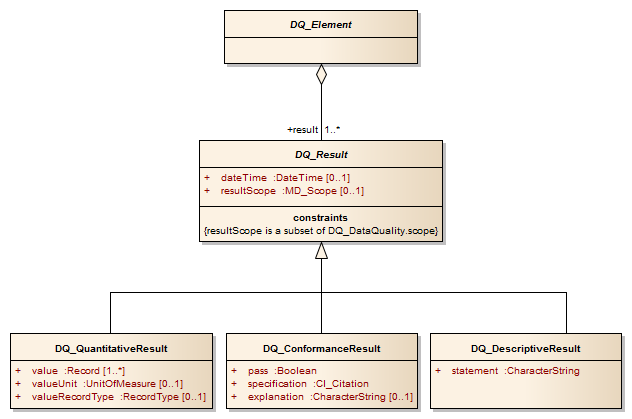 DQ_Element
+result 1..*
DQ_Result
+ dateTime :DateTime [0..1]
+ resultScope :MD_Scope [0..1]
constraints
{resultScope is a subset of DQ_DataQuality.scope}
DQ_QuantitativeResult
+ value :Record [1..*]
+ valueUnit :UnitOfMeasure [0..1]
+ valueRecordType :RecordType [0..1]
DQ_ConformanceResult
+ pass :Boolean
+ specification :CI_Citation
+ explanation :CharacterString [0..1]
DQ_DescriptiveResult
+ statement :CharacterString